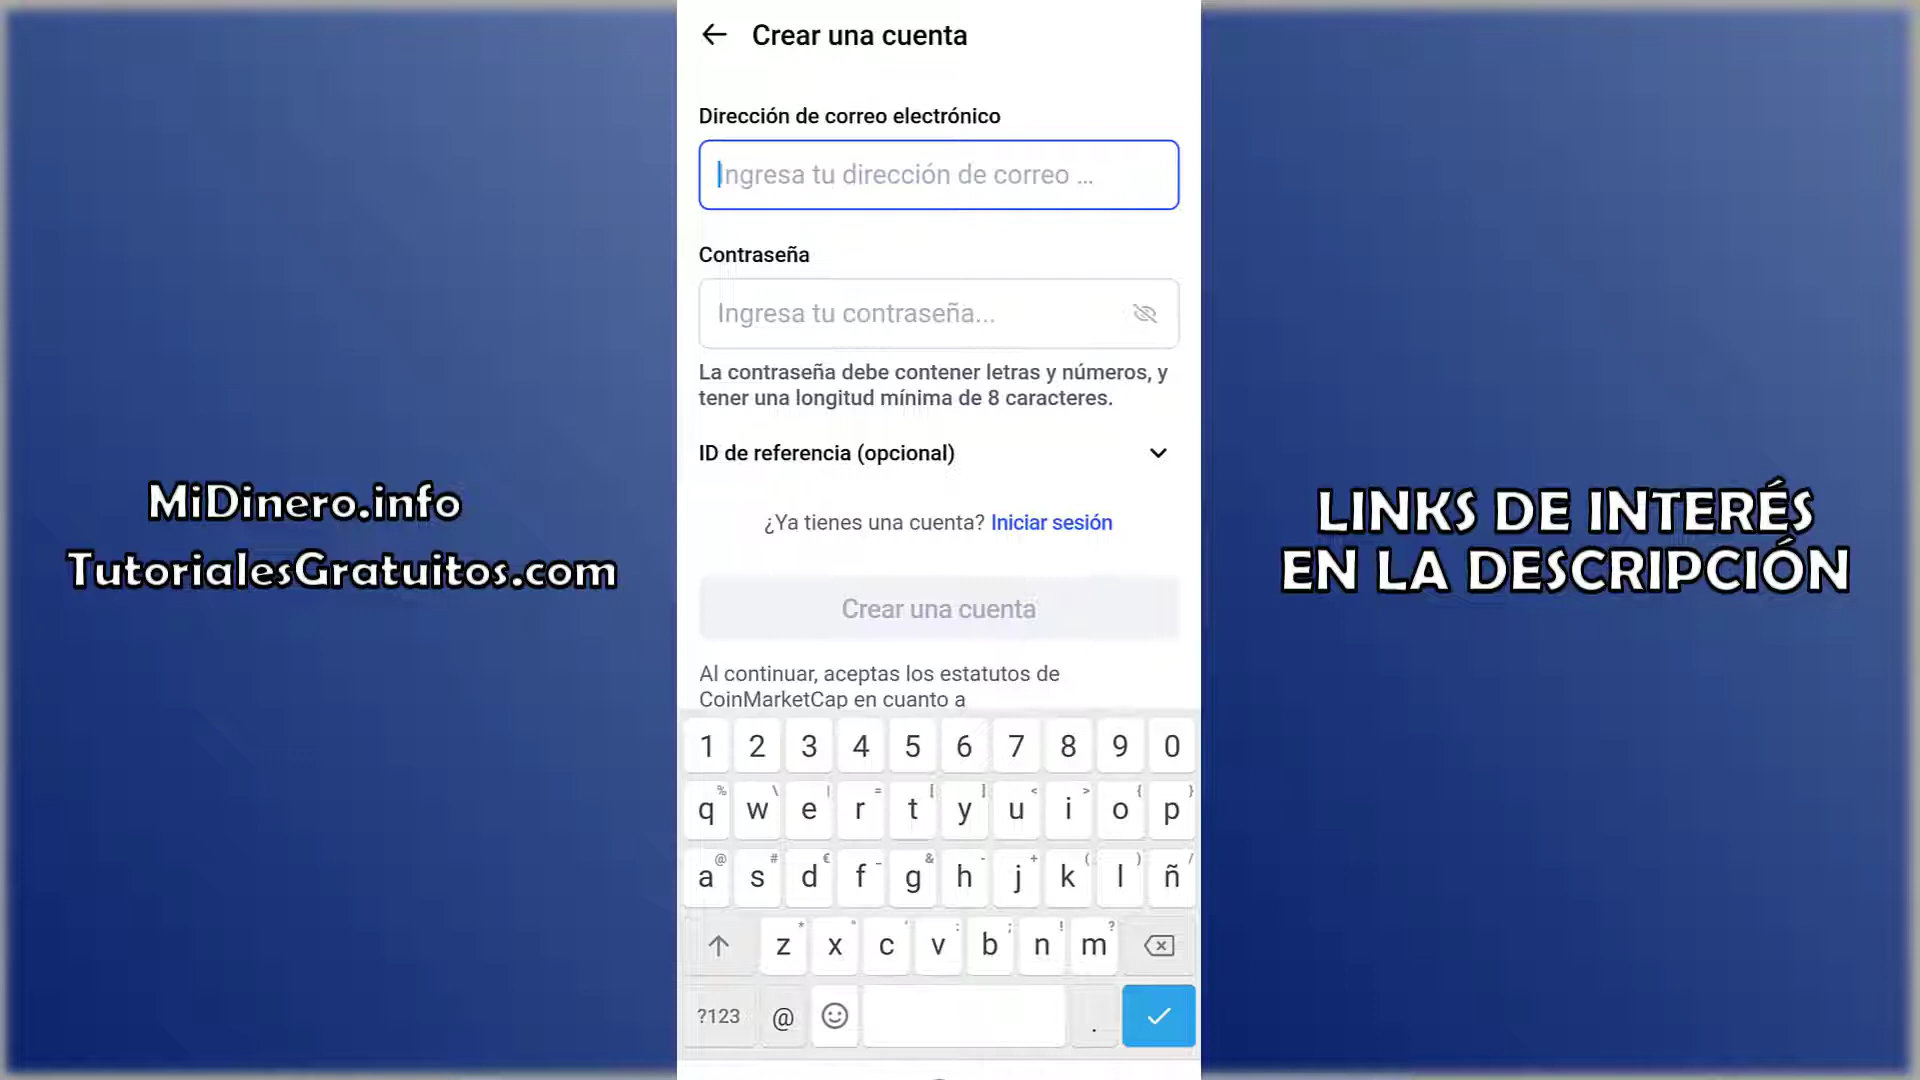 Crear una cuenta
Dirección de correo electrónico
Ingresa tu dirección de correo ...
Contraseña
Ingresa tu contraseña...
La contraseña debe contener letras y números, y
tener una longitud mínima de 8 caracteres.
ID de referencia (opcional)
¿Ya tienes una cuenta? Iniciar sesión
Crear una cuenta
Al continuar, aceptas los estatutos de
CoinMarketCap en cuanto a
1 2 3 4 5 6 7 8 9 0
% \ | = [ ] < > { }
q w e r t y u i o p
@ # € _ & - + ( ) /
a s d f g h j k l ñ
* " ' : ; ! ?
z x c v b n m
?123 @ .
MiDinero.info
TutorialesGratuitos.com
LINKS DE INTERÉS
EN LA DESCRIPCIÓN